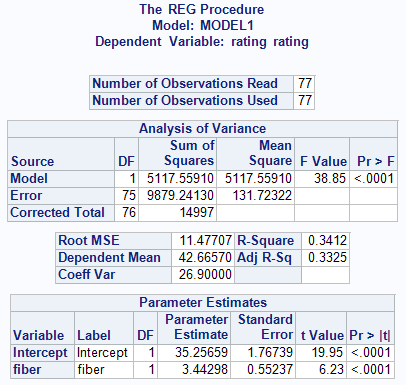 The REG Procedure
Model: MODEL1
Dependent Variable: rating rating
Number of Observations Read 77
Number of Observations Used 77
Analysis of Variance
Source DF Sum of Squares Mean Square F Value Pr > F
Model 1 5117.55910 5117.55910 38.85 <.0001
Error 75 9879.24130 131.72322
Corrected Total 76 14997
Root MSE 11.47707 R-Square 0.3412
Dependent Mean 42.66570 Adj R-Sq 0.3325
Coeff Var 26.90000
Parameter Estimates
Variable Label DF Parameter Estimate Standard Error t Value Pr > |t|
Intercept Intercept 1 35.25659 1.76739 19.95 <.0001
fiber fiber 1 3.44298 0.55237 6.23 <.0001